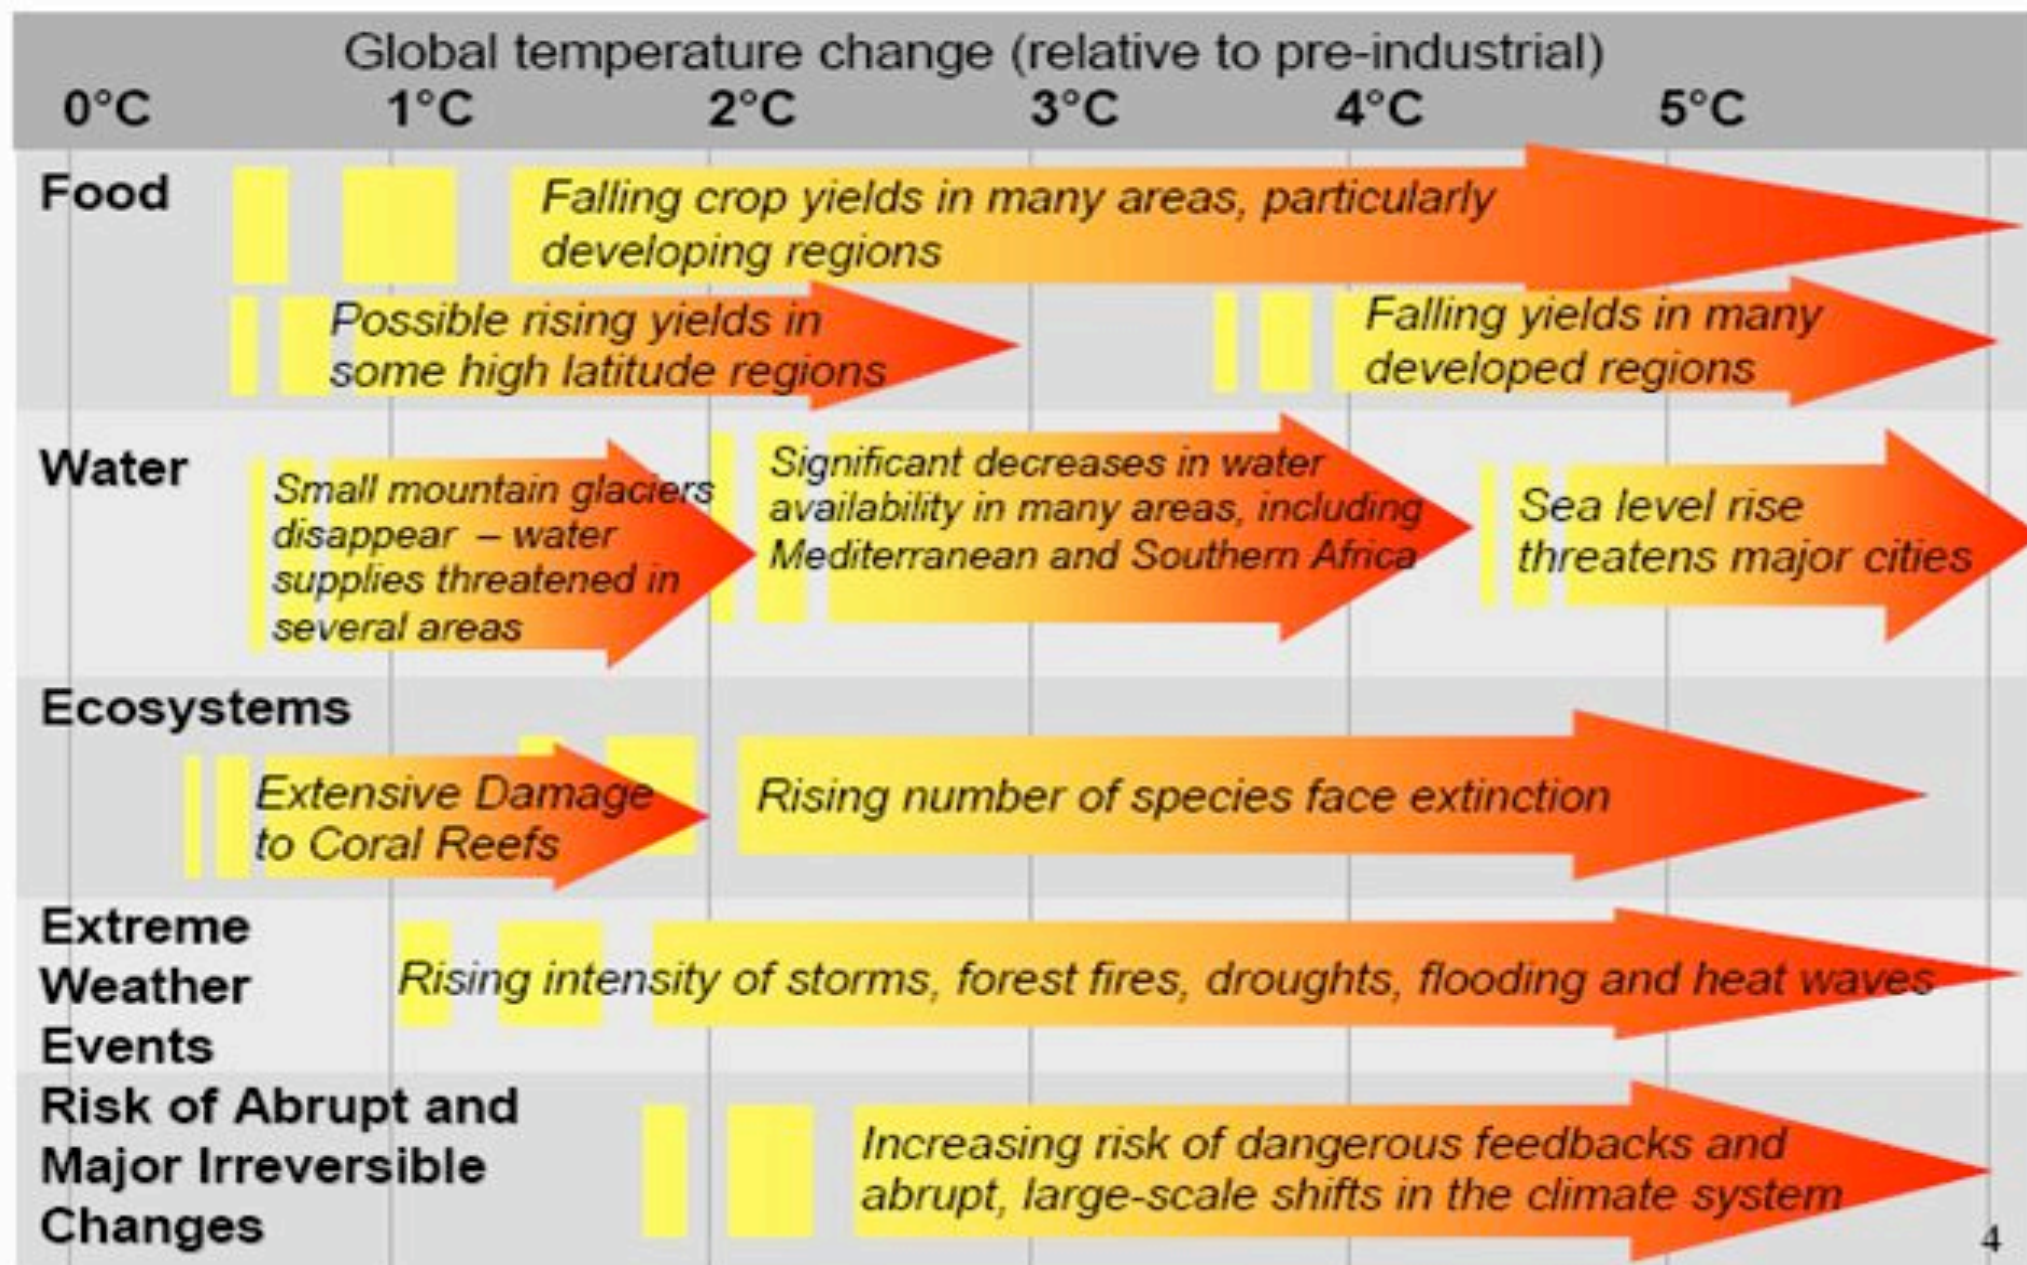 Global temperature change (relative to pre-industrial)
0°C 1°C 2°C 3°C 4°C 5°C
Food
Falling crop yields in many areas, particularly
developing regions
Possible rising yields in
some high latitude regions
Falling yields in many
developed regions
Water
Small mountain glaciers
disappear – water
supplies threatened in
several areas
Significant decreases in water
availability in many areas, including
Mediterranean and Southern Africa
Sea level rise
threatens major cities
Ecosystems
Extensive Damage
to Coral Reefs
Rising number of species face extinction
Extreme
Weather
Events
Rising intensity of storms, forest fires, droughts, flooding and heat waves
Risk of Abrupt and
Major Irreversible
Changes
Increasing risk of dangerous feedbacks and
abrupt, large-scale shifts in the climate system
4